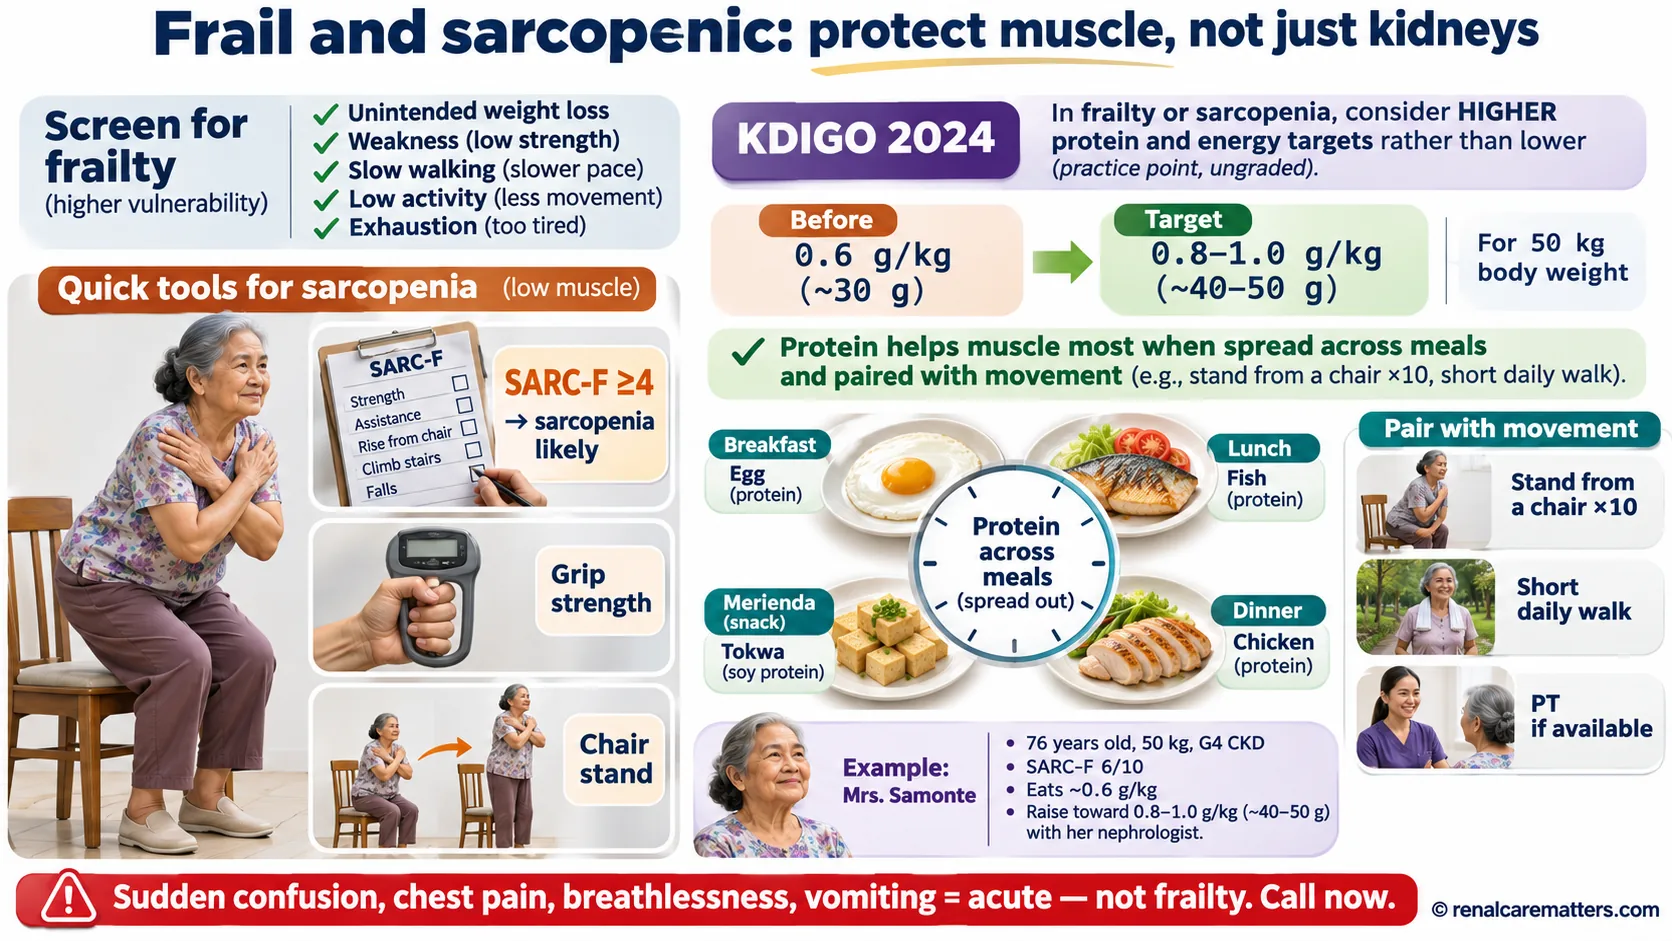 Frail and sarcopenic: protect muscle, not just kidneys
Screen for
frailty
(higher vulnerability)
Unintended weight loss
Weakness (low strength)
Slow walking (slower pace)
Low activity (less movement)
Exhaustion (too tired)
Quick tools for sarcopenia (low muscle)
SARC-F
Strength
Assistance
Rise from chair
Climb stairs
Falls
SARC-F ≥4
→ sarcopenia
likely
Grip
strength
Chair
stand
KDIGO 2024
In frailty or sarcopenia, consider HIGHER
protein and energy targets rather than lower
(practice point, ungraded).
Before
0.6 g/kg
(~30 g)
Target
0.8–1.0 g/kg
(~40–50 g)
For 50 kg
body weight
Protein helps muscle most when spread across meals
and paired with movement (e.g., stand from a chair ×10, short daily walk).
Breakfast
Egg
(protein)
Lunch
Fish
(protein)
Protein
across
meals
(spread out)
Merienda
(snack)
Tokwa
(soy protein)
Dinner
Chicken
(protein)
Pair with movement
Stand from
a chair ×10
Short
daily walk
PT
if available
Example:
Mrs. Samonte
• 76 years old, 50 kg, G4 CKD
• SARC-F 6/10
• Eats ~0.6 g/kg
• Raise toward 0.8–1.0 g/kg (~40–50 g)
with her nephrologist.
Sudden confusion, chest pain, breathlessness, vomiting = acute — not frailty. Call now.
© renalcarematters.com